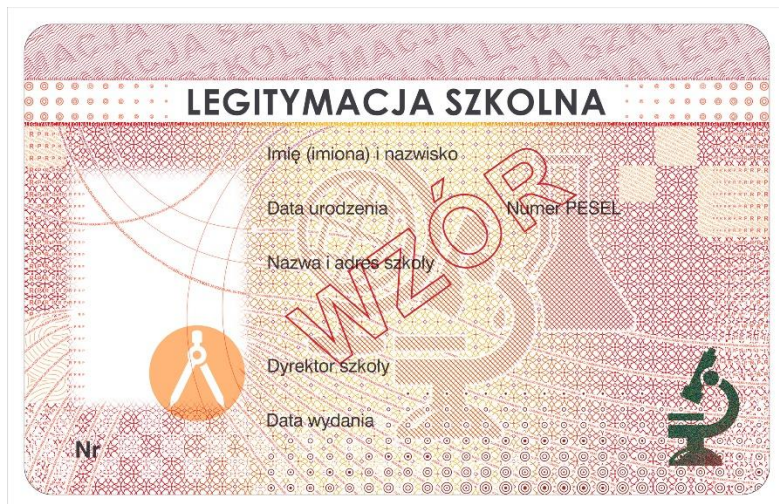 LEGITYMACJA SZKOLNA
Imię (imiona) i nazwisko
Data urodzenia Numer PESEL
Nazwa i adres szkoły
WZÓR
Dyrektor szkoły
Data wydania
Nr